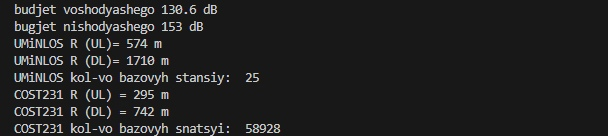 budjet voshodyashego 130.6 dB
bugjet nishodyashego 153 dB
UMiNLOS R (UL)= 574 m
UMiNLOS R (DL)= 1710 m
UMiNLOS kol-vo bazovyh stansiy:  25
COST231 R (UL) = 295 m
COST231 R (DL) = 742 m
COST231 kol-vo bazovyh snatsyi:  58928